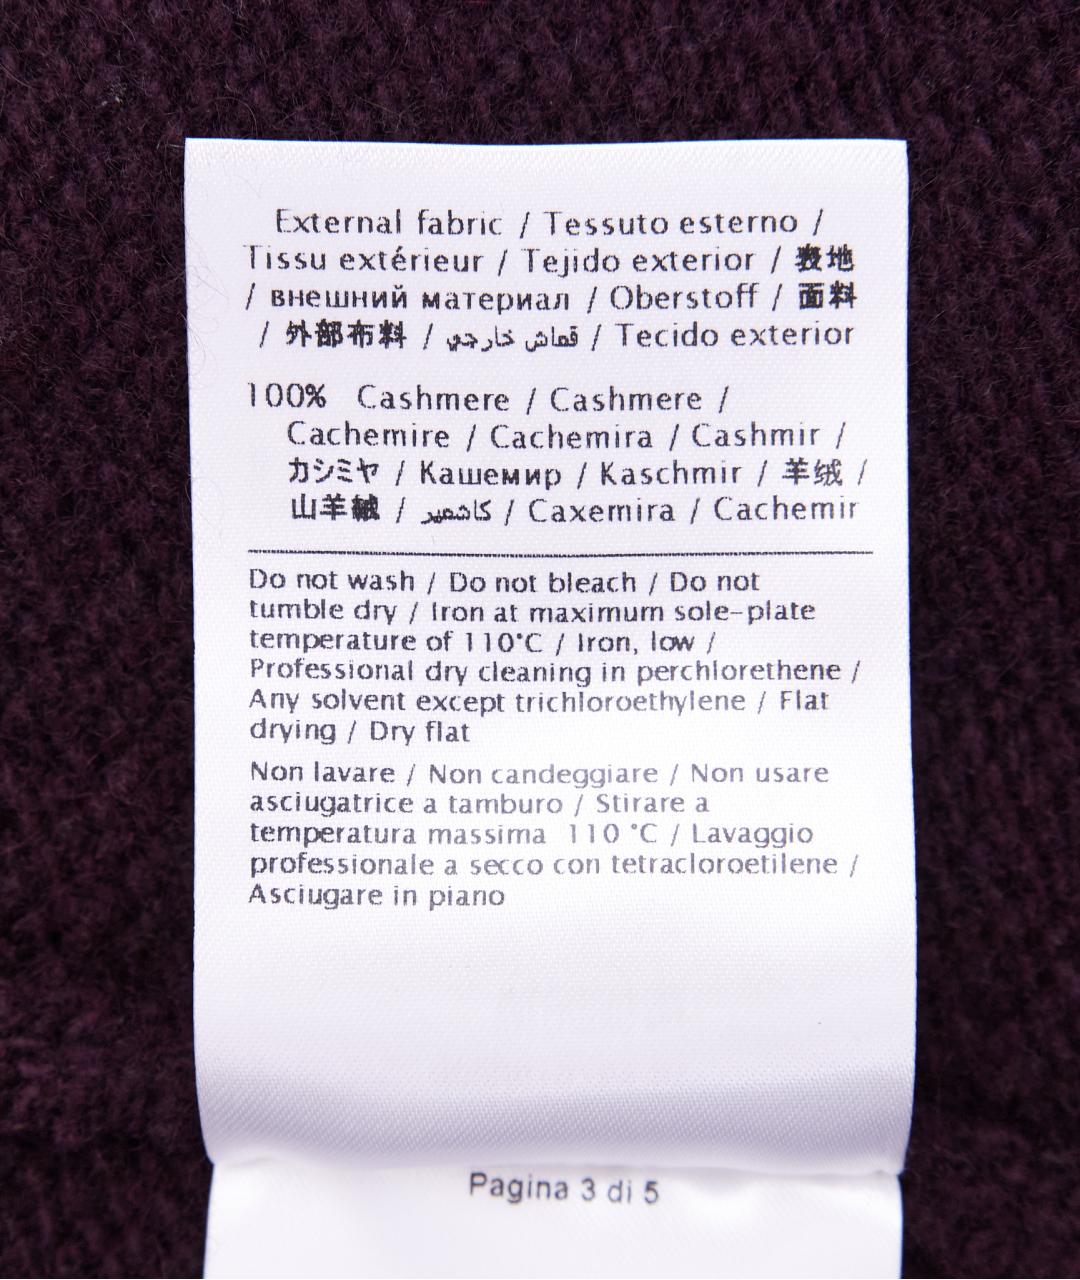 External fabric / Tessuto esterno /
Tissu extérieur / Tejido exterior / 表地
/ внешний материал / Oberstoff / 面料
/ 外部布料 / قماش خارجي / Tecido exterior
100% Cashmere / Cashmere /
Cachemire / Cachemira / Cashmir /
カシミヤ / Кашемир / Kaschmir / 羊绒 /
山羊絨 / كاشمير / Caxemira / Cachemir
Do not wash / Do not bleach / Do not
tumble dry / Iron at maximum sole-plate
temperature of 110°C / Iron, low /
Professional dry cleaning in perchlorethene /
Any solvent except trichloroethylene / Flat
drying / Dry flat
Non lavare / Non candeggiare / Non usare
asciugatrice a tamburo / Stirare a
temperatura massima 110 °C / Lavaggio
professionale a secco con tetracloroetilene /
Asciugare in piano
Pagina 3 di 5